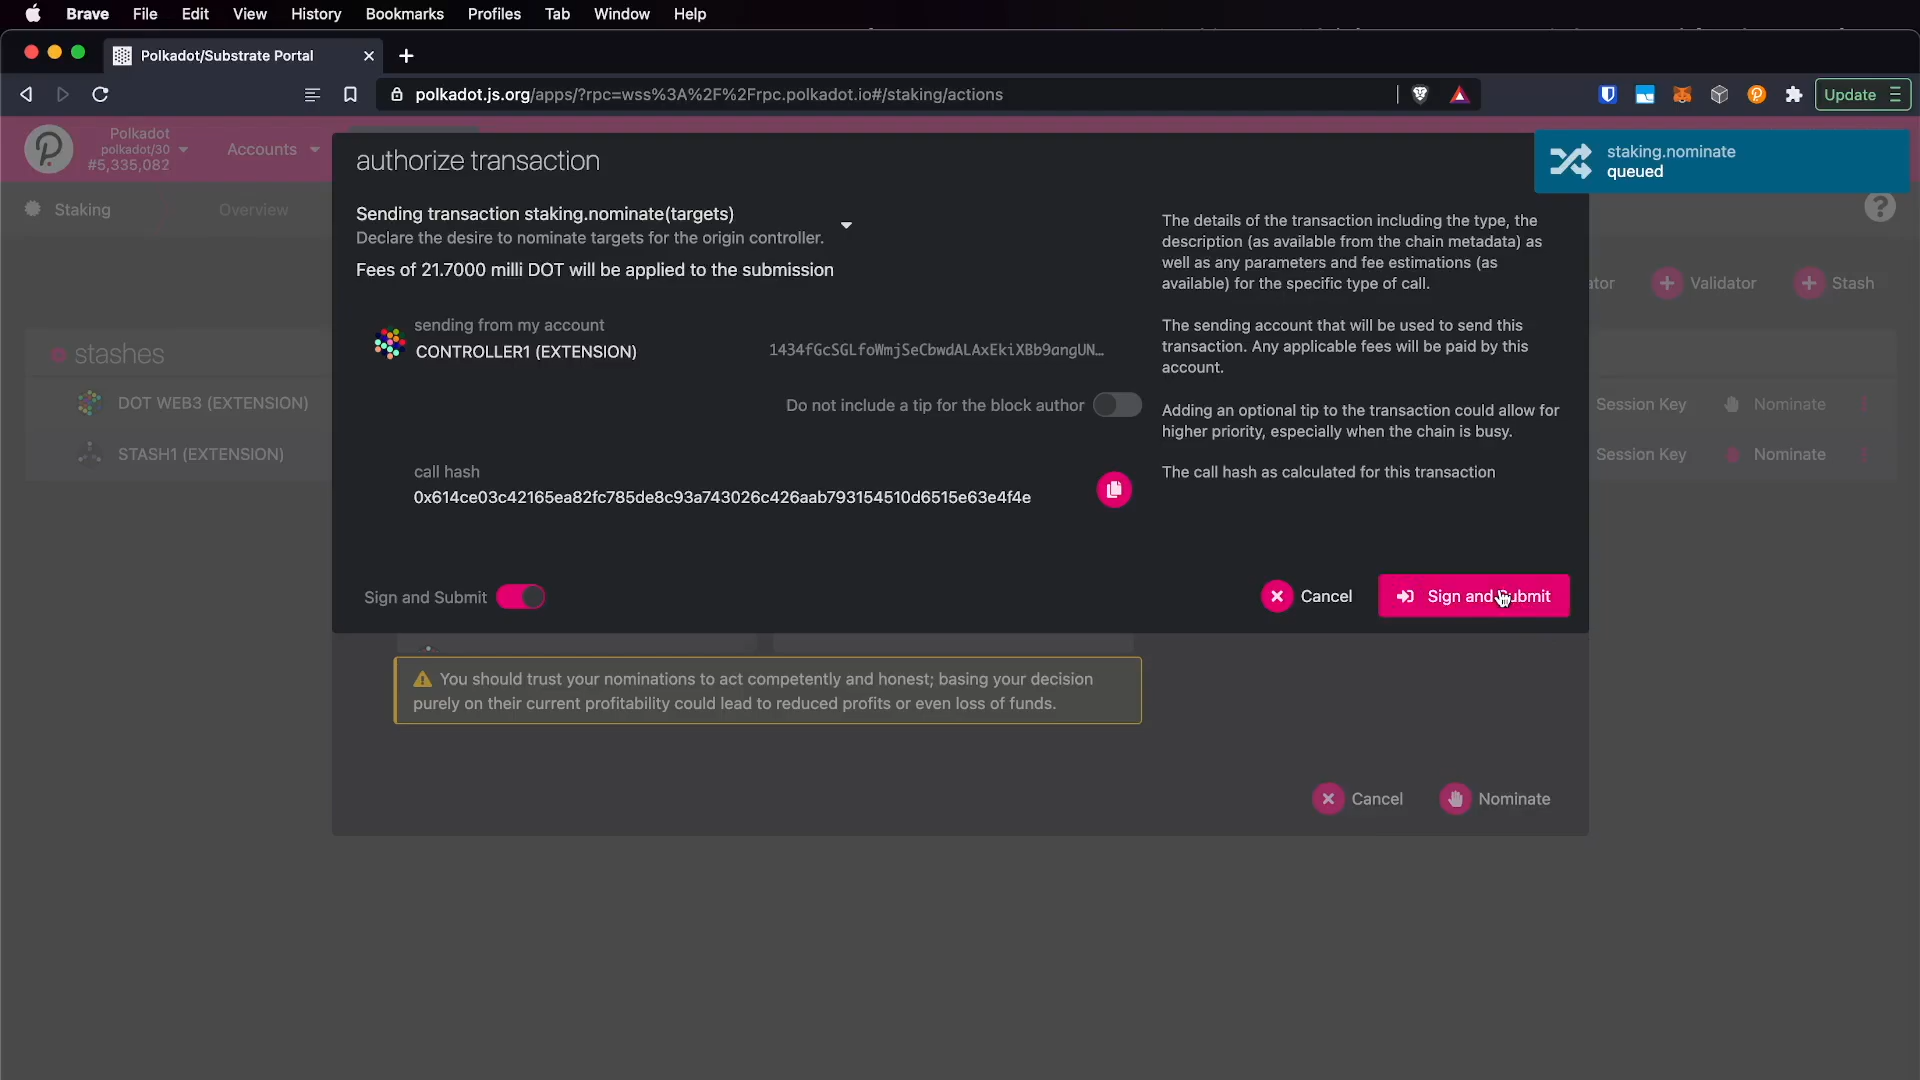 Brave File Edit View History Bookmarks Profiles Tab Window Help
Polkadot/Substrate Portal
polkadot.js.org/apps/?rpc=wss%3A%2F%2Frpc.polkadot.io#/staking/actions
Update
Polkadot
polkadot/30
#5,335,082
Accounts
authorize transaction
staking.nominate
queued
Staking
Overview
Sending transaction staking.nominate(targets)
Declare the desire to nominate targets for the origin controller.
Fees of 21.7000 milli DOT will be applied to the submission
The details of the transaction including the type, the
description (as available from the chain metadata) as
well as any parameters and fee estimations (as
available) for the specific type of call.
ator
Validator
Stash
sending from my account
CONTROLLER1 (EXTENSION)
1434fGcSGLfoWmjSeCbwdALAxEkiXBb9angUN...
The sending account that will be used to send this
transaction. Any applicable fees will be paid by this
account.
stashes
DOT WEB3 (EXTENSION)
Session Key
Nominate
Do not include a tip for the block author
Adding an optional tip to the transaction could allow for
higher priority, especially when the chain is busy.
STASH1 (EXTENSION)
Session Key
Nominate
call hash
0x614ce03c42165ea82fc785de8c93a743026c426aab793154510d6515e63e4f4e
The call hash as calculated for this transaction
Sign and Submit
Cancel
Sign and Submit
You should trust your nominations to act competently and honest; basing your decision
purely on their current profitability could lead to reduced profits or even loss of funds.
Cancel
Nominate